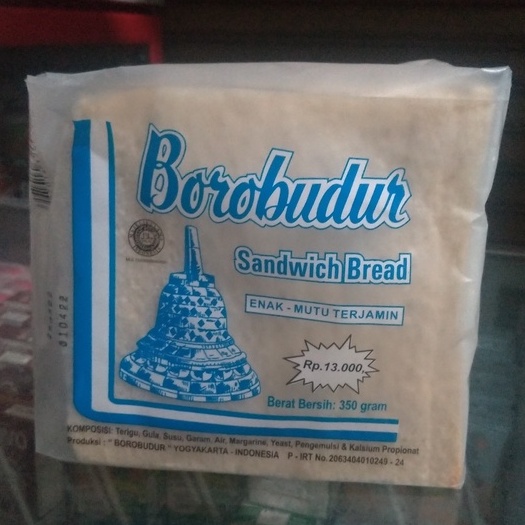 Borobudur
Sandwich Bread
ENAK - MUTU TERJAMIN
Rp.13.000,
Berat Bersih: 350 gram
KOMPOSISI: Terigu, Gula, Susu, Garam, Air, Margarine, Yeast, Pengemulsi & Kalsium Propionat
Produksi : " BOROBUDUR " YOGYAKARTA - INDONESIA P - IRT No. 2063404010249 - 24
010422